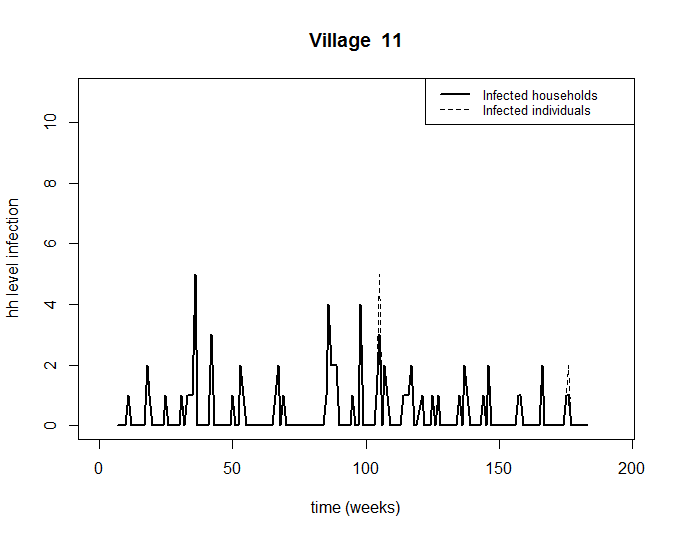 Village 11
Infected households
Infected individuals
hh level infection
0
2
4
6
8
10
0
50
100
150
200
time (weeks)